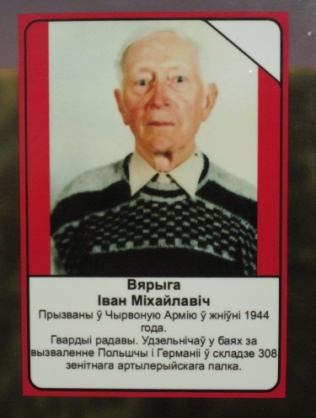 Вярыга
Іван Міхайлавіч
Прызваны ў Чырвоную Армію ў жніўні 1944
года.
Гвардыі радавы. Удзельнічаў у баях за
вызваленне Польшчы і Германіі ў складзе 308
зенітнага артылерыйскага палка.